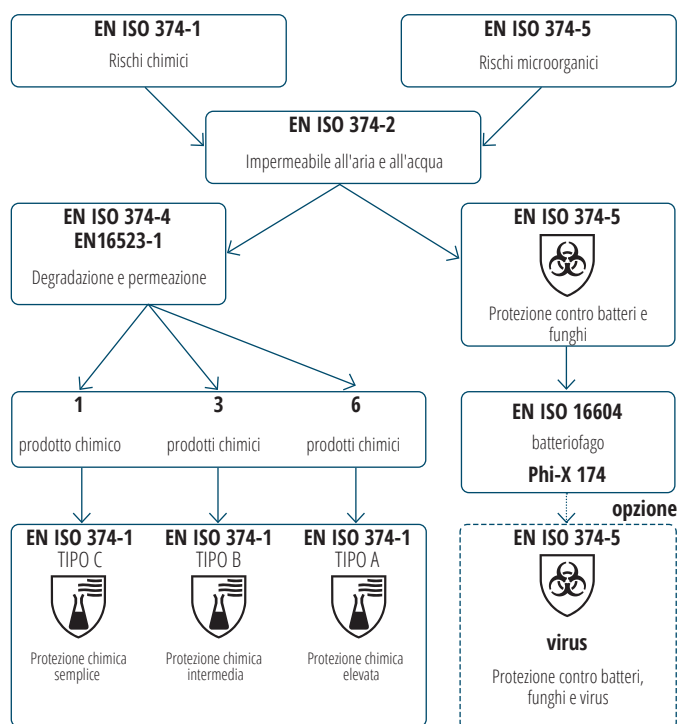 EN ISO 374-1
Rischi chimici
EN ISO 374-5
Rischi microorganici
EN ISO 374-2
Impermeabile all'aria e all'acqua
EN ISO 374-4
EN16523-1
Degradazione e permeazione
EN ISO 374-5
Protezione contro batteri e
funghi
1
prodotto chimico
3
prodotti chimici
6
prodotti chimici
EN ISO 16604
batteriofago
Phi-X 174
opzione
EN ISO 374-1
TIPO C
Protezione chimica
semplice
EN ISO 374-1
TIPO B
Protezione chimica
intermedia
EN ISO 374-1
TIPO A
Protezione chimica
elevata
EN ISO 374-5
virus
Protezione contro batteri,
funghi e virus